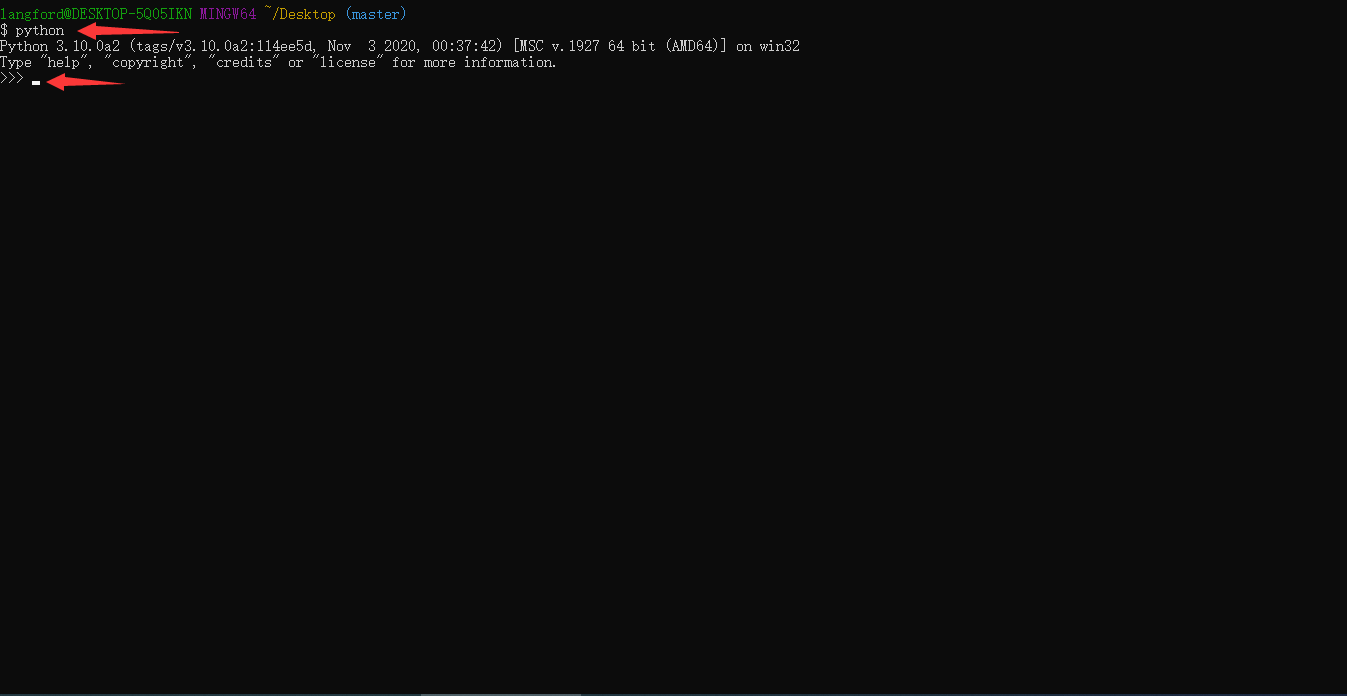 langford@DESKTOP-5Q05IKN MINGW64 ~/Desktop (master)
$ python
Python 3.10.0a2 (tags/v3.10.0a2:114ee5d, Nov  3 2020, 00:37:42) [MSC v.1927 64 bit (AMD64)] on win32
Type "help", "copyright", "credits" or "license" for more information.
>>>